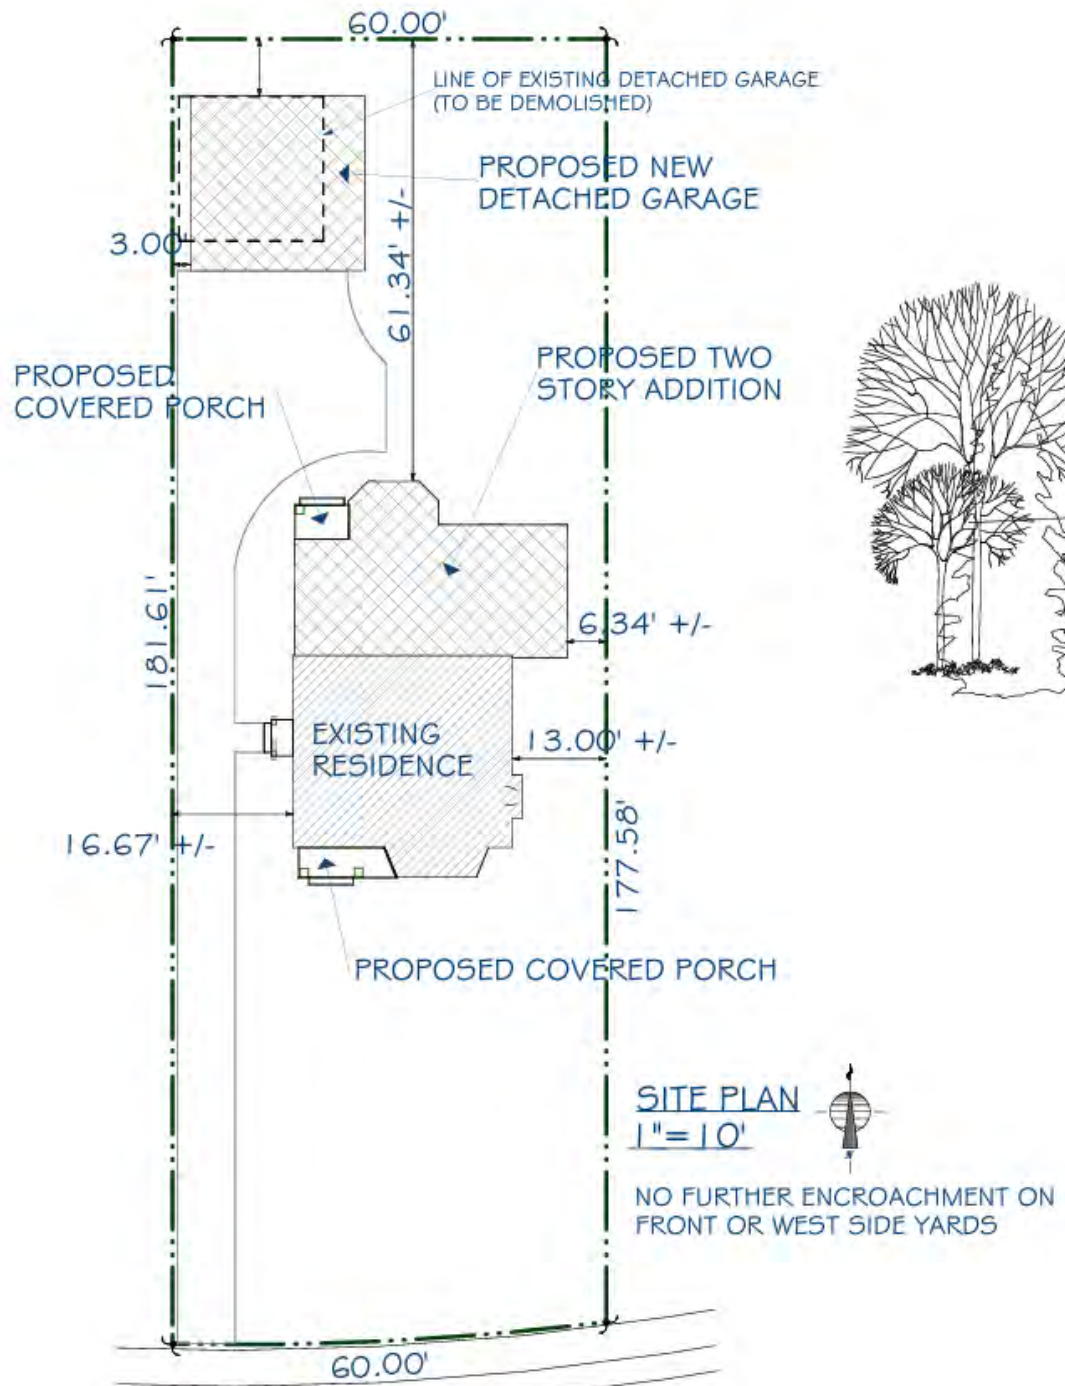 60.00'
LINE OF EXISTING DETACHED GARAGE
(TO BE DEMOLISHED)
PROPOSED NEW
DETACHED GARAGE
3.00'
61.34' +/-
PROPOSED
COVERED PORCH
PROPOSED TWO
STORY ADDITION
181.61'
6.34' +/-
EXISTING
RESIDENCE
13.00' +/-
16.67' +/-
177.58'
PROPOSED COVERED PORCH
SITE PLAN
1"=10'
N
NO FURTHER ENCROACHMENT ON
FRONT OR WEST SIDE YARDS
60.00'